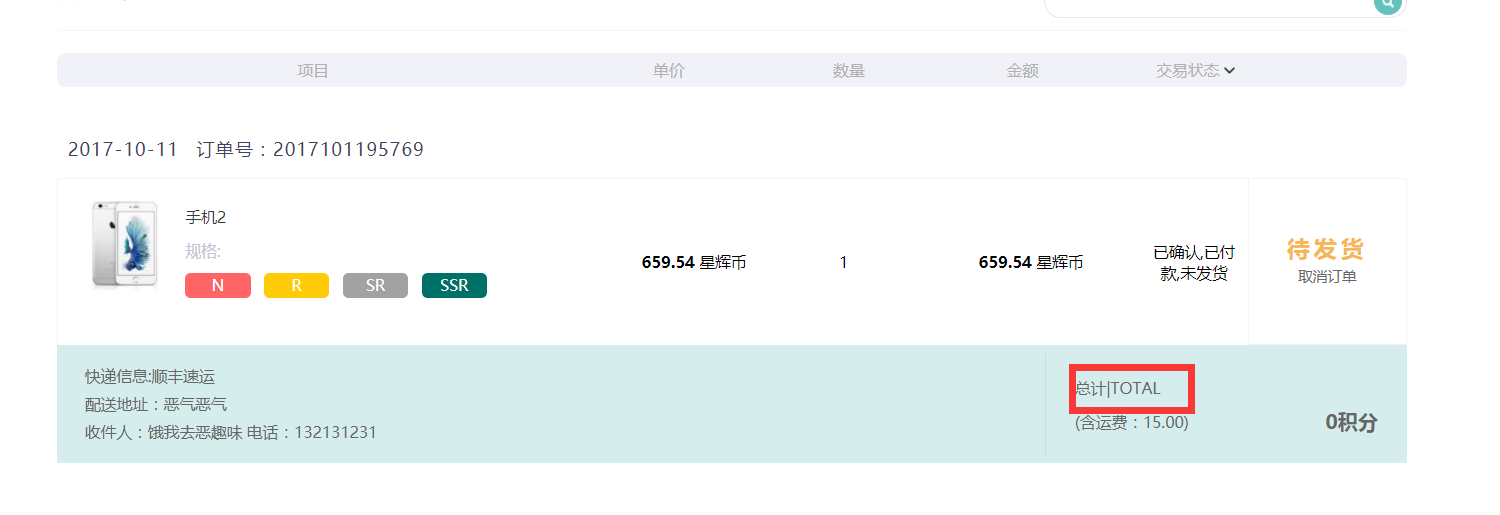 项目 单价 数量 金额 交易状态
2017-10-11 订单号：2017101195769
手机2
规格:
N R SR SSR
659.54 星辉币 1 659.54 星辉币
已确认,已付
款,未发货
待发货
取消订单
快递信息:顺丰速运
配送地址：恶气恶气
收件人：饿我去恶趣味 电话：132131231
总计|TOTAL
(含运费：15.00)
0积分